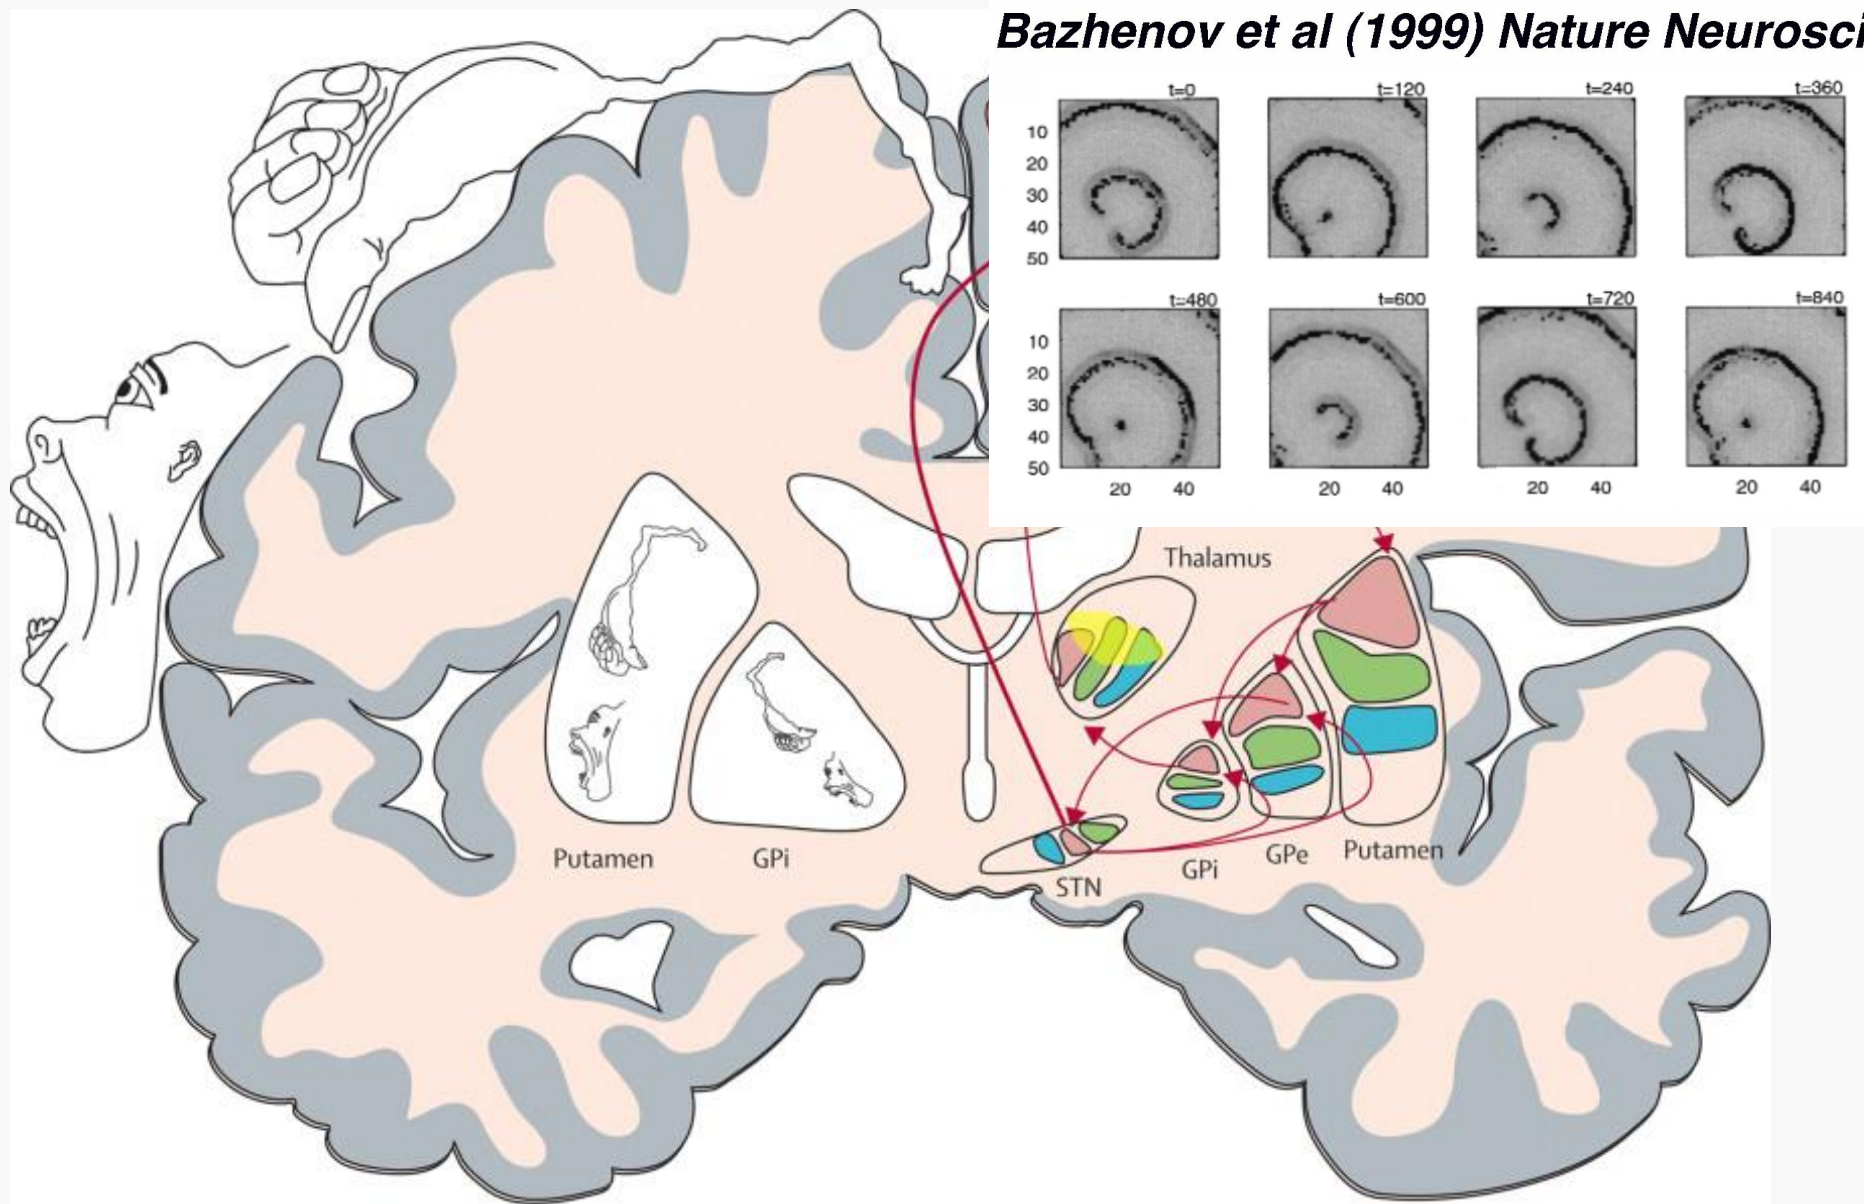 Bazhenov et al (1999) Nature Neurosci
t=0 t=120 t=240 t=360
10
20
30
40
50
t=480 t=600 t=720 t=840
10
20
30
40
50
20 40 20 40 20 40 20 40
Thalamus
Putamen GPi
STN GPi GPe Putamen